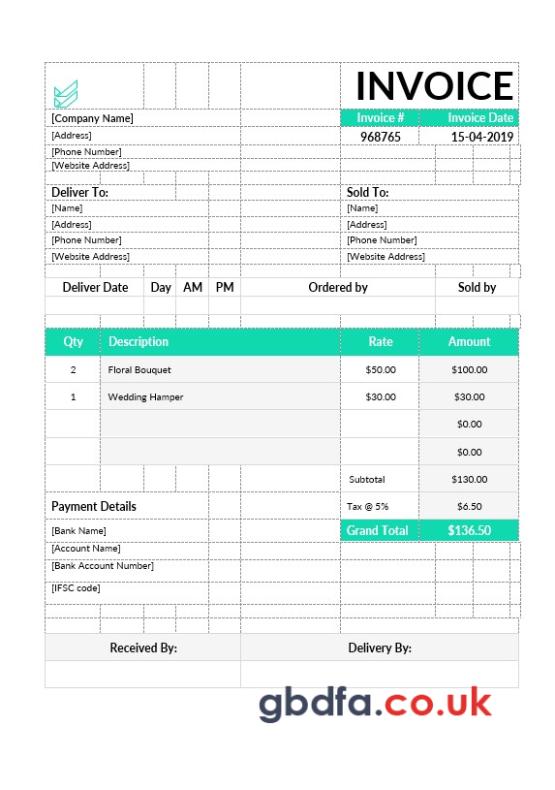 INVOICE
[Company Name] Invoice # Invoice Date
[Address] 968765 15-04-2019
[Phone Number]
[Website Address]
Deliver To: Sold To:
[Name] [Name]
[Address] [Address]
[Phone Number] [Phone Number]
[Website Address] [Website Address]
Deliver Date Day AM PM Ordered by Sold by
Qty Description Rate Amount
2 Floral Bouquet $50.00 $100.00
1 Wedding Hamper $30.00 $30.00
$0.00
$0.00
Subtotal $130.00
Payment Details Tax @ 5% $6.50
[Bank Name] Grand Total $136.50
[Account Name]
[Bank Account Number]
[IFSC code]
Received By: Delivery By:
gbdfa.co.uk